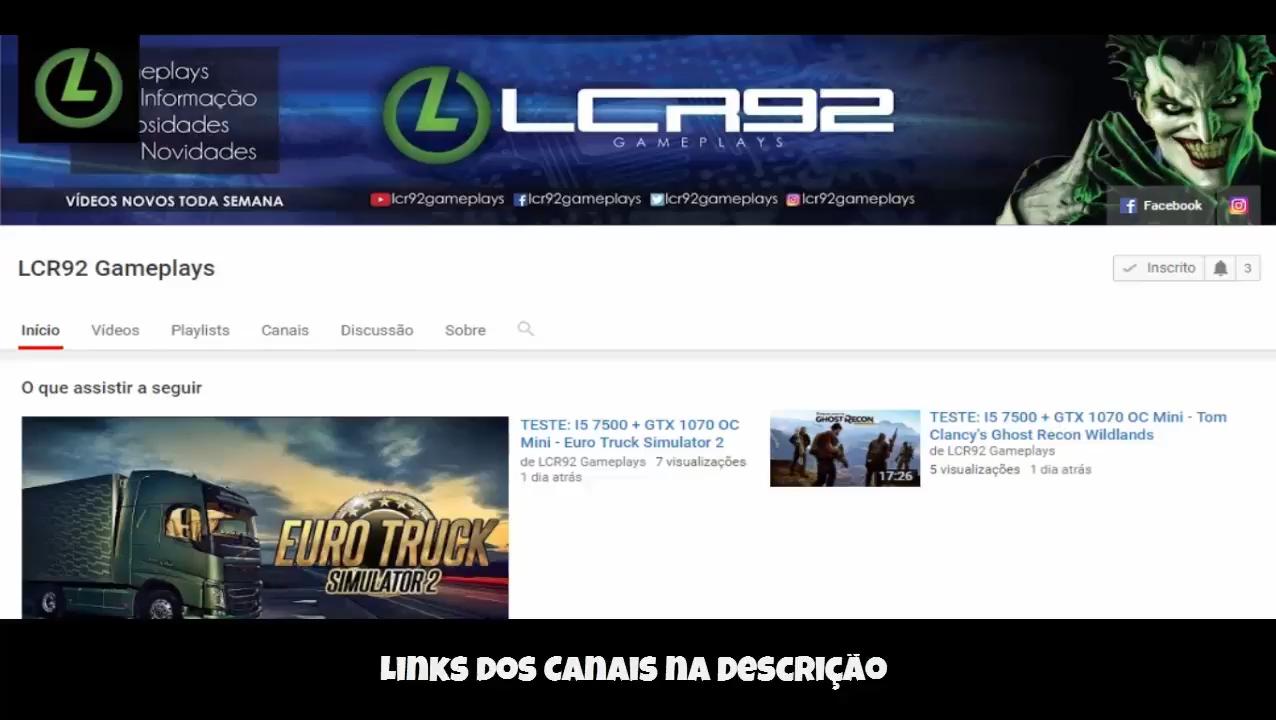 eplays
Informação
osidades
Novidades
VÍDEOS NOVOS TODA SEMANA
LCR92
GAMEPLAYS
lcr92gameplays lcr92gameplays lcr92gameplays lcr92gameplays
Facebook
LCR92 Gameplays
Inscrito 3
Início Vídeos Playlists Canais Discussão Sobre
O que assistir a seguir
EURO TRUCK
SIMULATOR 2
TESTE: I5 7500 + GTX 1070 OC
Mini - Euro Truck Simulator 2
de LCR92 Gameplays 7 visualizações
1 dia atrás
GHOST RECON
17:26
TESTE: I5 7500 + GTX 1070 OC Mini - Tom
Clancy's Ghost Recon Wildlands
de LCR92 Gameplays
5 visualizações 1 dia atrás
Links dos canais na descrição